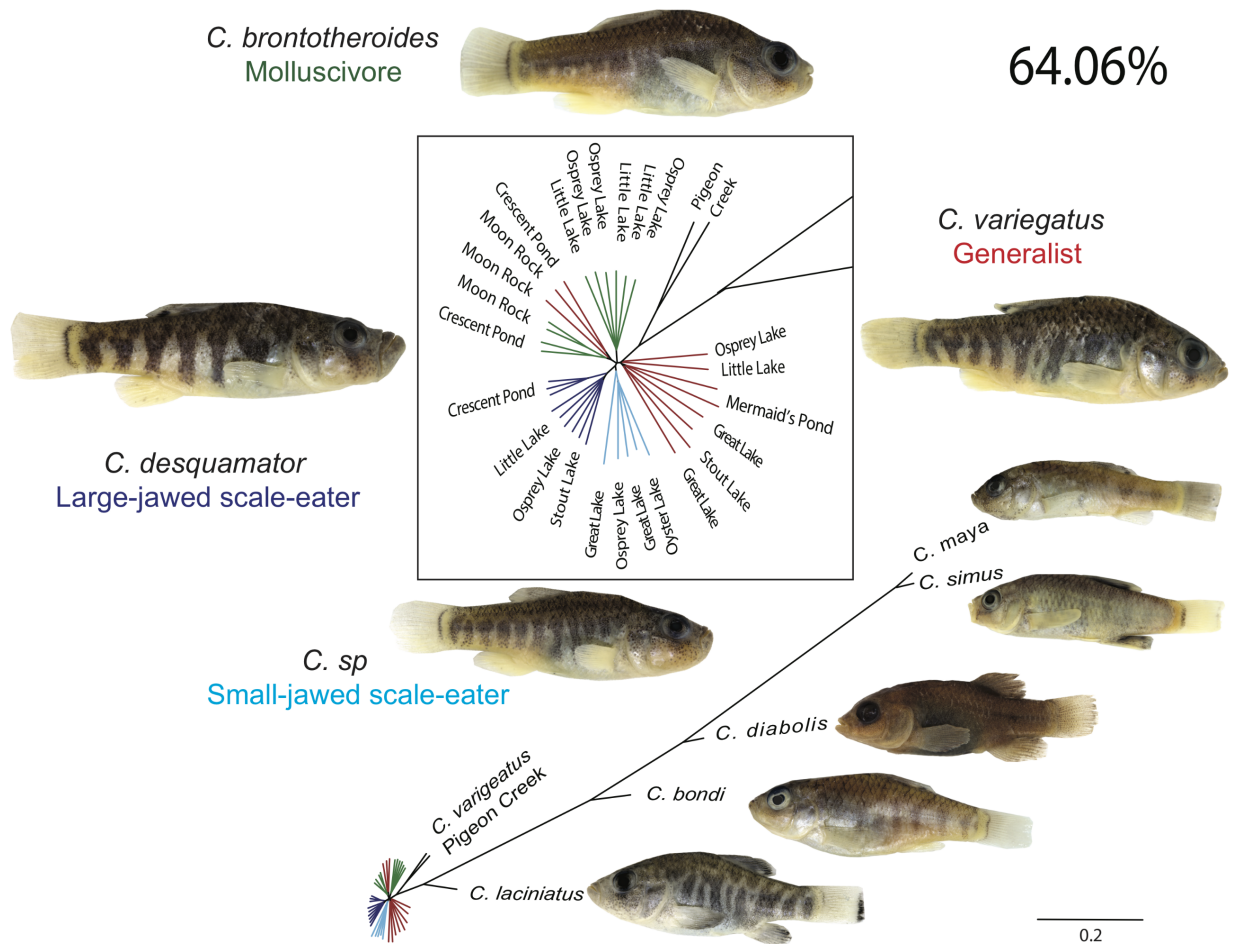 C. brontotheroides
Molluscivore
64.06%
Osprey Lake
Osprey Lake
Little Lake
Little Lake
Little Lake
Osprey Lake
Pigeon
Creek
Crescent Pond
Moon Rock
Moon Rock
Moon Rock
Crescent Pond
C. variegatus
Generalist
Osprey Lake
Little Lake
Mermaid's Pond
Great Lake
Stout Lake
Great Lake
Crescent Pond
Little Lake
Osprey Lake
Stout Lake
Great Lake
Osprey Lake
Great Lake
Oyster Lake
C. desquamator
Large-jawed scale-eater
C. maya
C. simus
C. sp
Small-jawed scale-eater
C. diabolis
C. varigeatus
Pigeon Creek
C. bondi
C. laciniatus
0.2